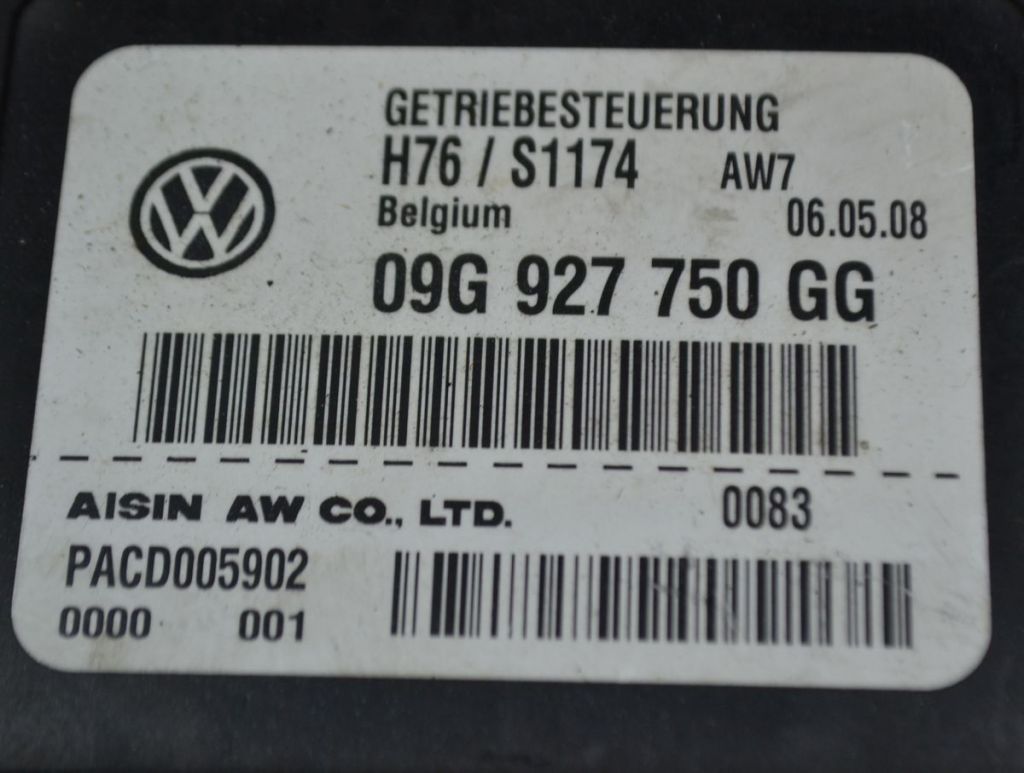 GETRIEBESTEUERUNG
H76 / S1174 AW7
Belgium 06.05.08
09G 927 750 GG
AISIN AW CO., LTD. 0083
PACD005902
0000 001